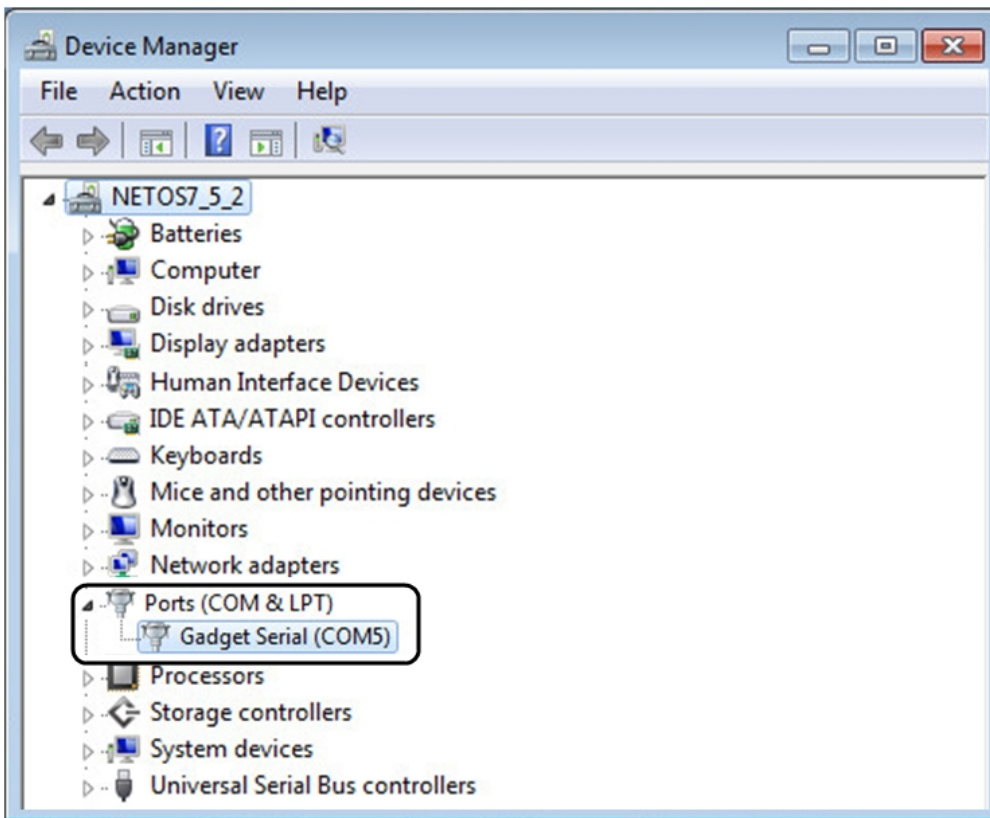 Device Manager
File Action View Help
NETOS7_5_2
Batteries
Computer
Disk drives
Display adapters
Human Interface Devices
IDE ATA/ATAPI controllers
Keyboards
Mice and other pointing devices
Monitors
Network adapters
Ports (COM & LPT)
Gadget Serial (COM5)
Processors
Storage controllers
System devices
Universal Serial Bus controllers